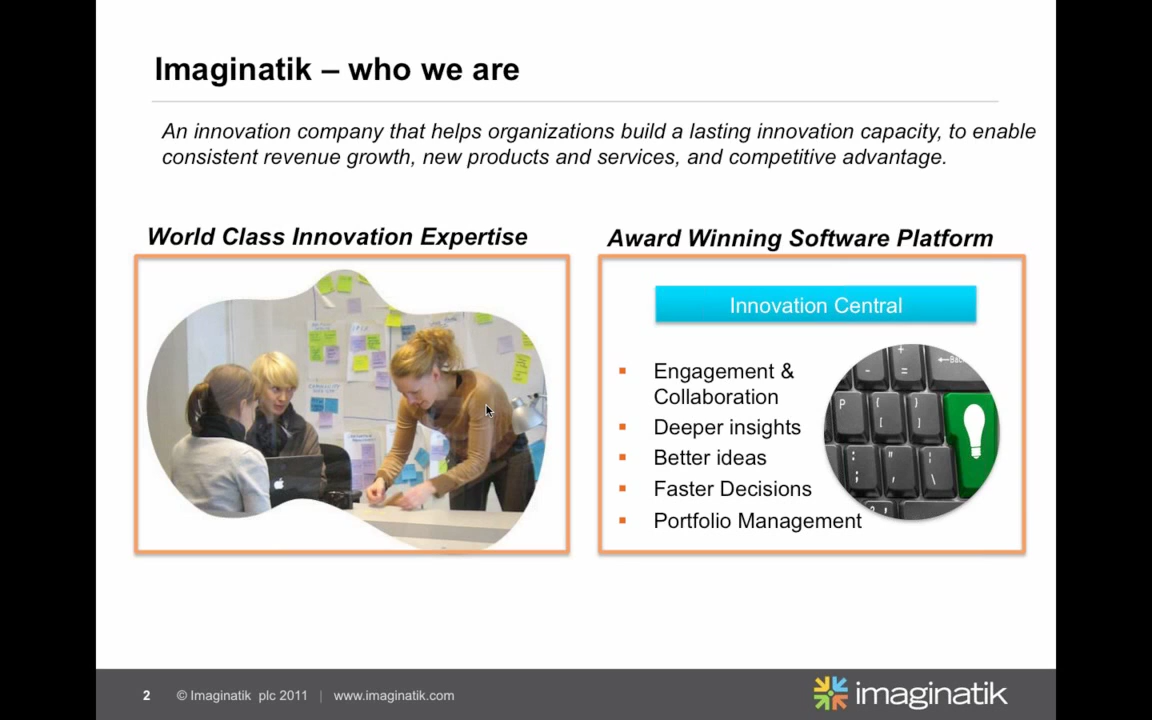 Imaginatik – who we are
An innovation company that helps organizations build a lasting innovation capacity, to enable
consistent revenue growth, new products and services, and competitive advantage.
World Class Innovation Expertise
Award Winning Software Platform
Innovation Central
▪ Engagement &
Collaboration
▪ Deeper insights
▪ Better ideas
▪ Faster Decisions
▪ Portfolio Management
2 © Imaginatik plc 2011 | www.imaginatik.com
imaginatik